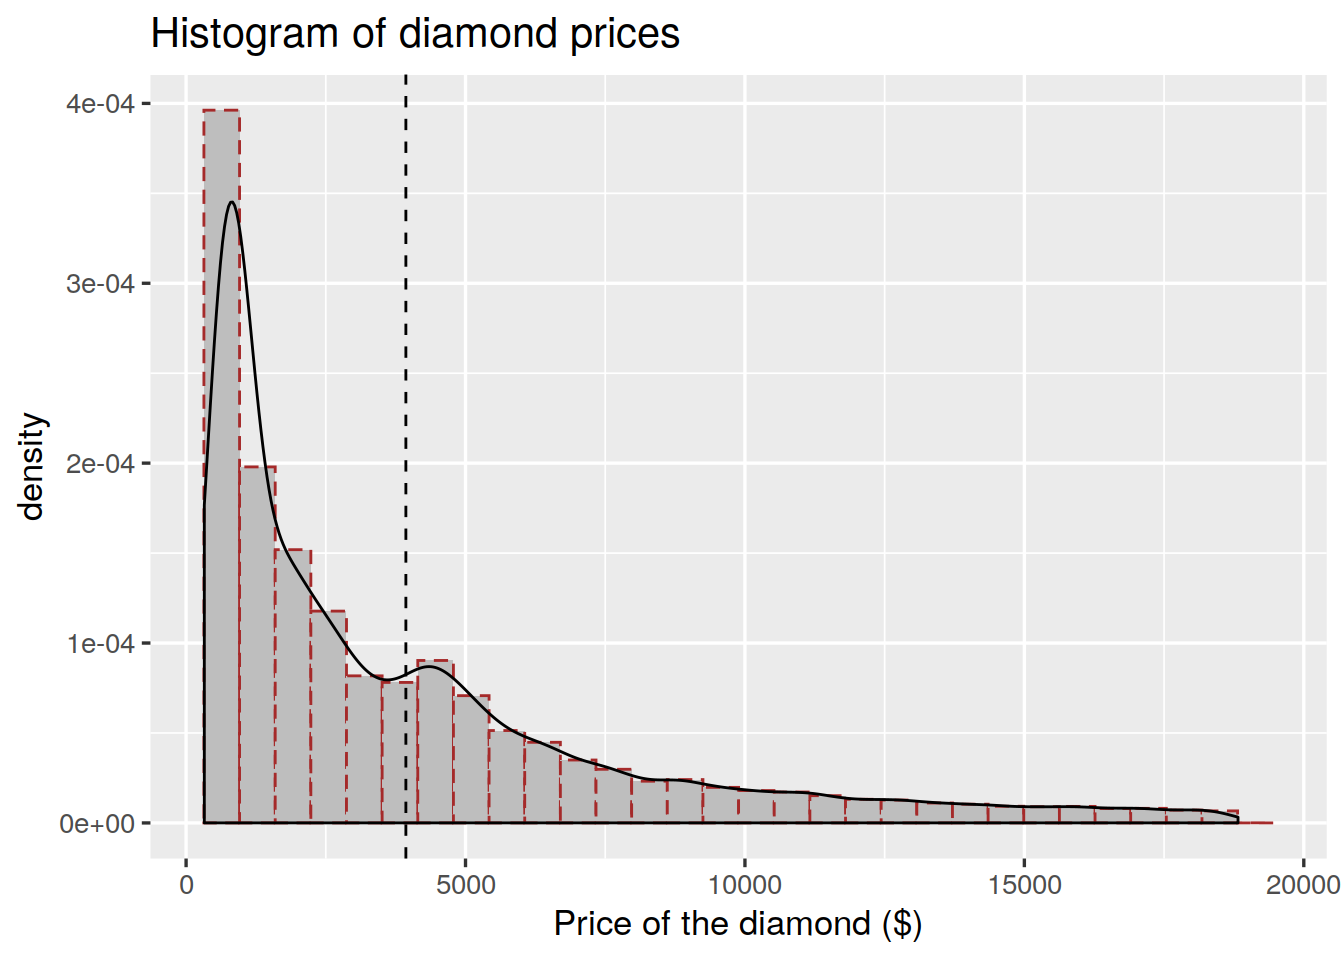 Histogram of diamond prices
4e-04
3e-04
2e-04
1e-04
0e+00
density
0 5000 10000 15000 20000
Price of the diamond ($)